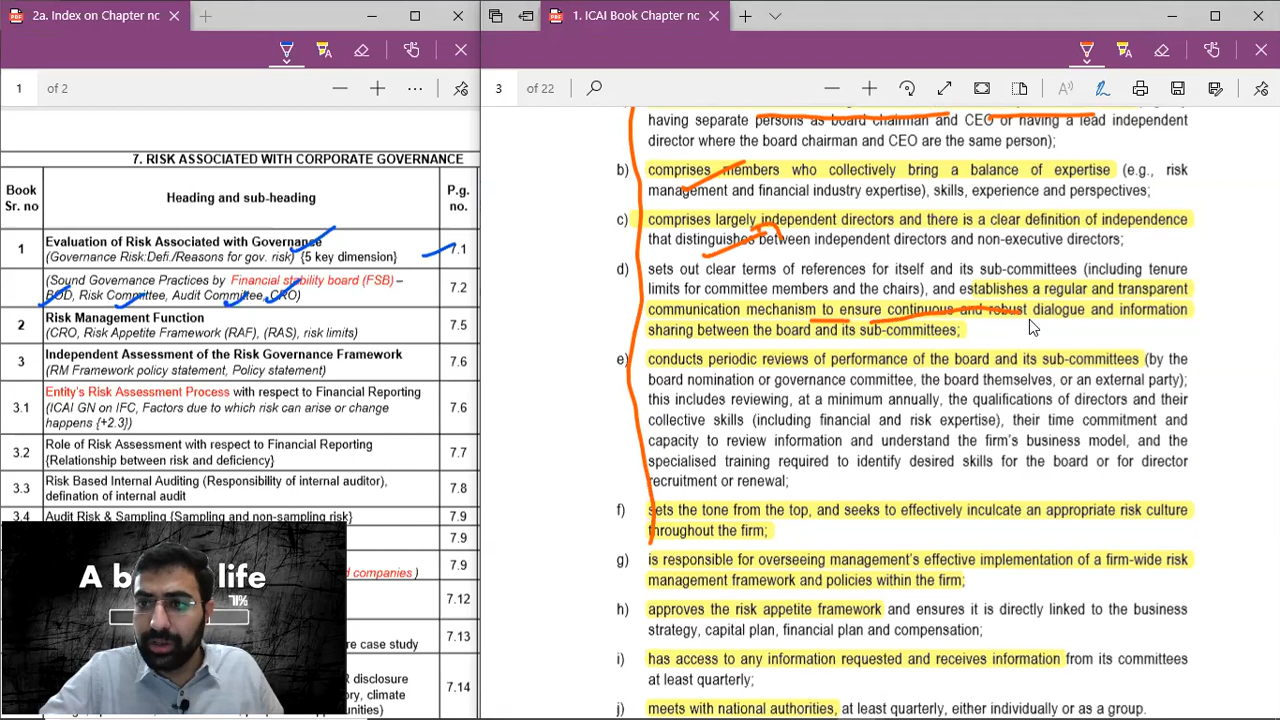 2a. Index on Chapter nc
1. ICAI Book Chapter nc
1
of 2
3
of 22
7. RISK ASSOCIATED WITH CORPORATE GOVERNANCE
Book Sr. no
Heading and sub-heading
P.g. no.
1
Evaluation of Risk Associated with Governance
(Governance Risk:Defi./Reasons for gov. risk) {5 key dimension}
7.1
(Sound Governance Practices by Financial stability board (FSB) –
BOD, Risk Committee, Audit Committee, CRO)
7.2
2
Risk Management Function
(CRO, Risk Appetite Framework (RAF), (RAS), risk limits)
7.5
3
Independent Assessment of the Risk Governance Framework
(RM Framework policy statement, Policy statement)
7.6
3.1
Entity's Risk Assessment Process with respect to Financial Reporting
(ICAI GN on IFC, Factors due to which risk can arise or change
happens {+2.3})
7.6
3.2
Role of Risk Assessment with respect to Financial Reporting
{Relationship between risk and deficiency}
7.7
3.3
Risk Based Internal Auditing (Responsibility of internal auditor),
defination of internal audit
7.8
3.4
Audit Risk & Sampling {Sampling and non-sampling risk}
7.9
7.9
d companies )
7.9
7.12
re case study
7.13
R disclosure
ory, climate
7.14
A b life
71%
having separate persons as board chairman and CEO or having a lead independent
director where the board chairman and CEO are the same person);
b) comprises members who collectively bring a balance of expertise (e.g., risk
management and financial industry expertise), skills, experience and perspectives;
c) comprises largely independent directors and there is a clear definition of independence
that distinguishes between independent directors and non-executive directors;
d) sets out clear terms of references for itself and its sub-committees (including tenure
limits for committee members and the chairs), and establishes a regular and transparent
communication mechanism to ensure continuous and robust dialogue and information
sharing between the board and its sub-committees;
e) conducts periodic reviews of performance of the board and its sub-committees (by the
board nomination or governance committee, the board themselves, or an external party);
this includes reviewing, at a minimum annually, the qualifications of directors and their
collective skills (including financial and risk expertise), their time commitment and
capacity to review information and understand the firm's business model, and the
specialised training required to identify desired skills for the board or for director
recruitment or renewal;
f) sets the tone from the top, and seeks to effectively inculcate an appropriate risk culture
throughout the firm;
g) is responsible for overseeing management's effective implementation of a firm-wide risk
management framework and policies within the firm;
h) approves the risk appetite framework and ensures it is directly linked to the business
strategy, capital plan, financial plan and compensation;
i) has access to any information requested and receives information from its committees
at least quarterly;
j) meets with national authorities, at least quarterly, either individually or as a group.